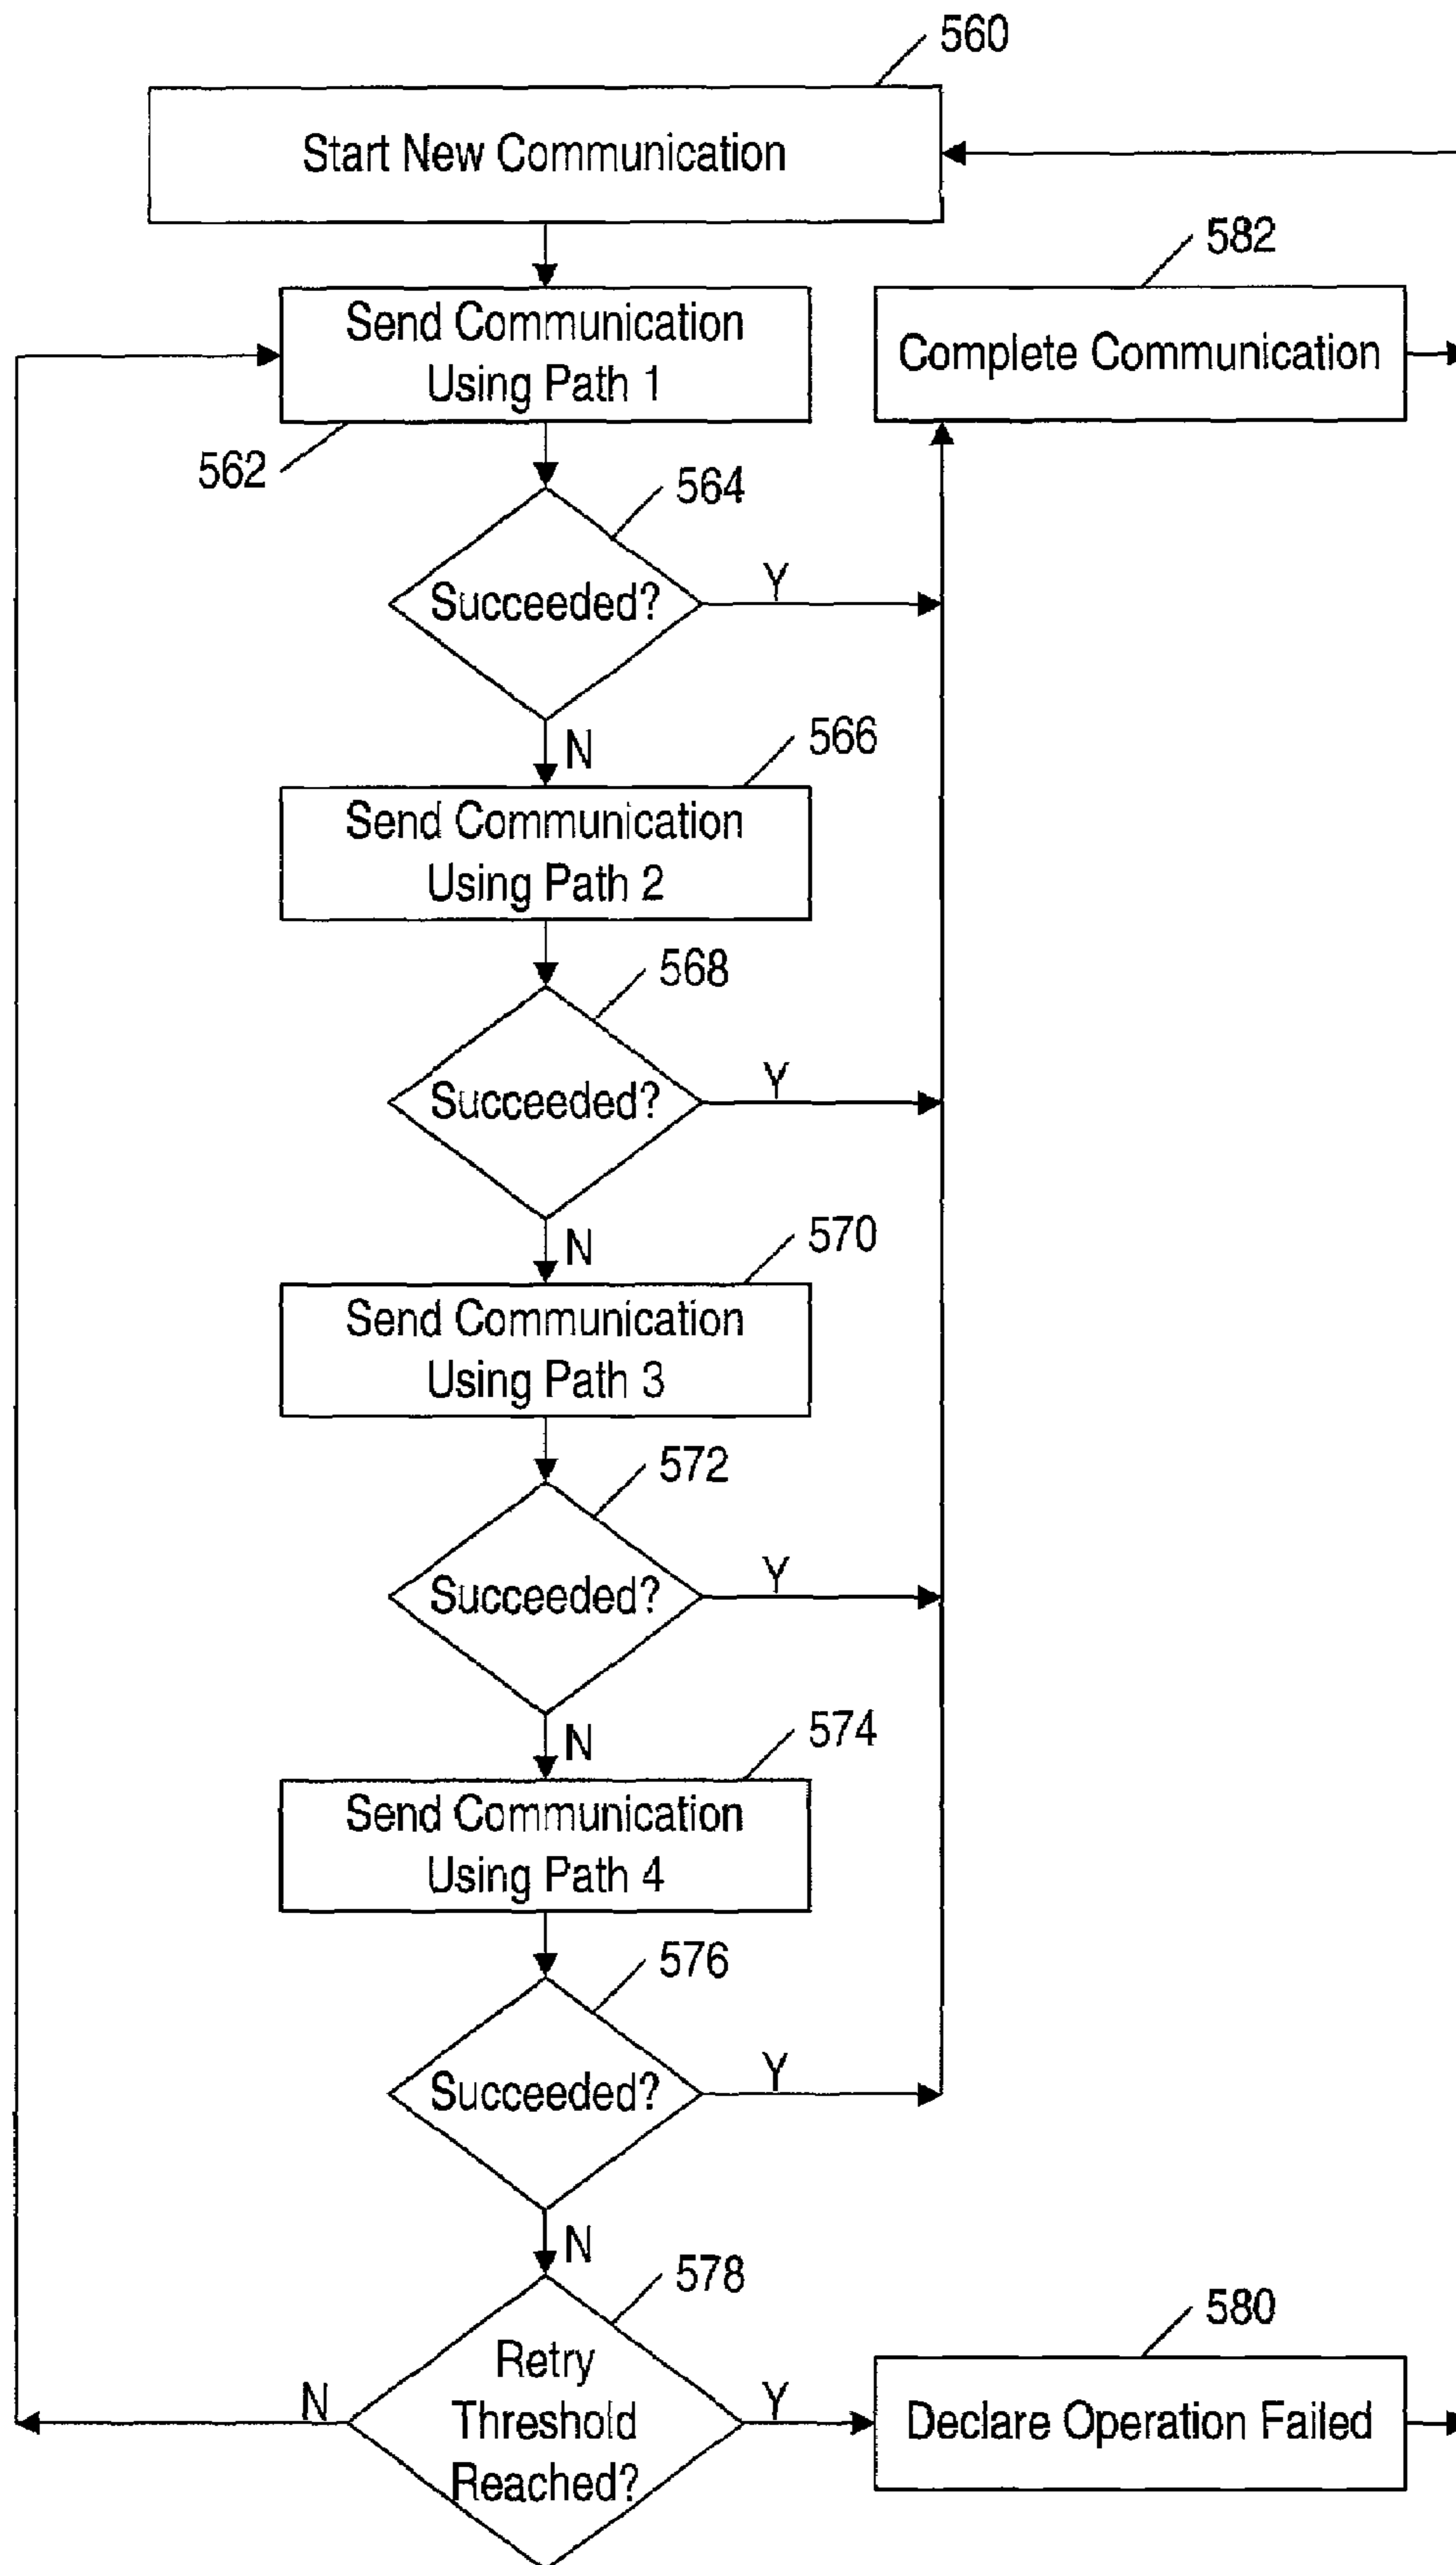 560
Start New Communication
582
Send Communication
Using Path 1
Complete Communication
562
564
Succeeded?
Y
N
566
Send Communication
Using Path 2
568
Succeeded?
Y
N
570
Send Communication
Using Path 3
572
Succeeded?
Y
N
574
Send Communication
Using Path 4
576
Succeeded?
Y
N
578
Retry
Threshold
Reached?
N
Y
580
Declare Operation Failed